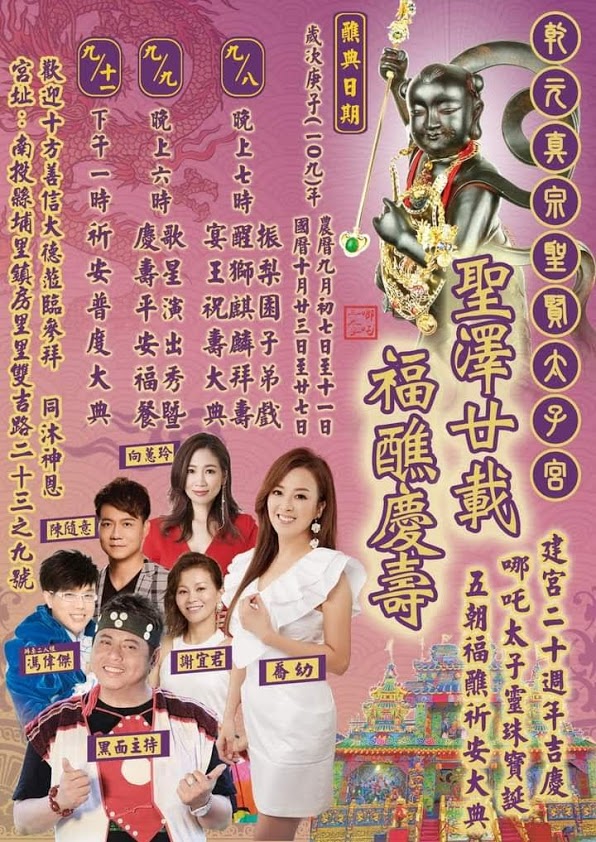 乾元真宗聖賢太子宮
聖澤廿載
福醮慶壽
建宮二十週年吉慶
哪吒太子靈珠寶誕
五朝福醮祈安大典
醮典日期
歲次庚子(一○九)年
農曆九月初七日至十一日
國曆十月廿三日至廿七日
九/八
晚上七時
振梨園子弟戲
醒獅麒麟拜壽
宴王祝壽大典
九/九
晚上六時
歌星演出秀暨
慶壽平安福餐
九/十一
下午一時祈安普度大典
歡迎十方善信大德蒞臨參拜 同沐神恩
宮址：南投縣埔里鎮房里里雙吉路二十三之九號
向蕙玲
陳隨意
馮偉傑
謝宜君
喬幼
黑面主持